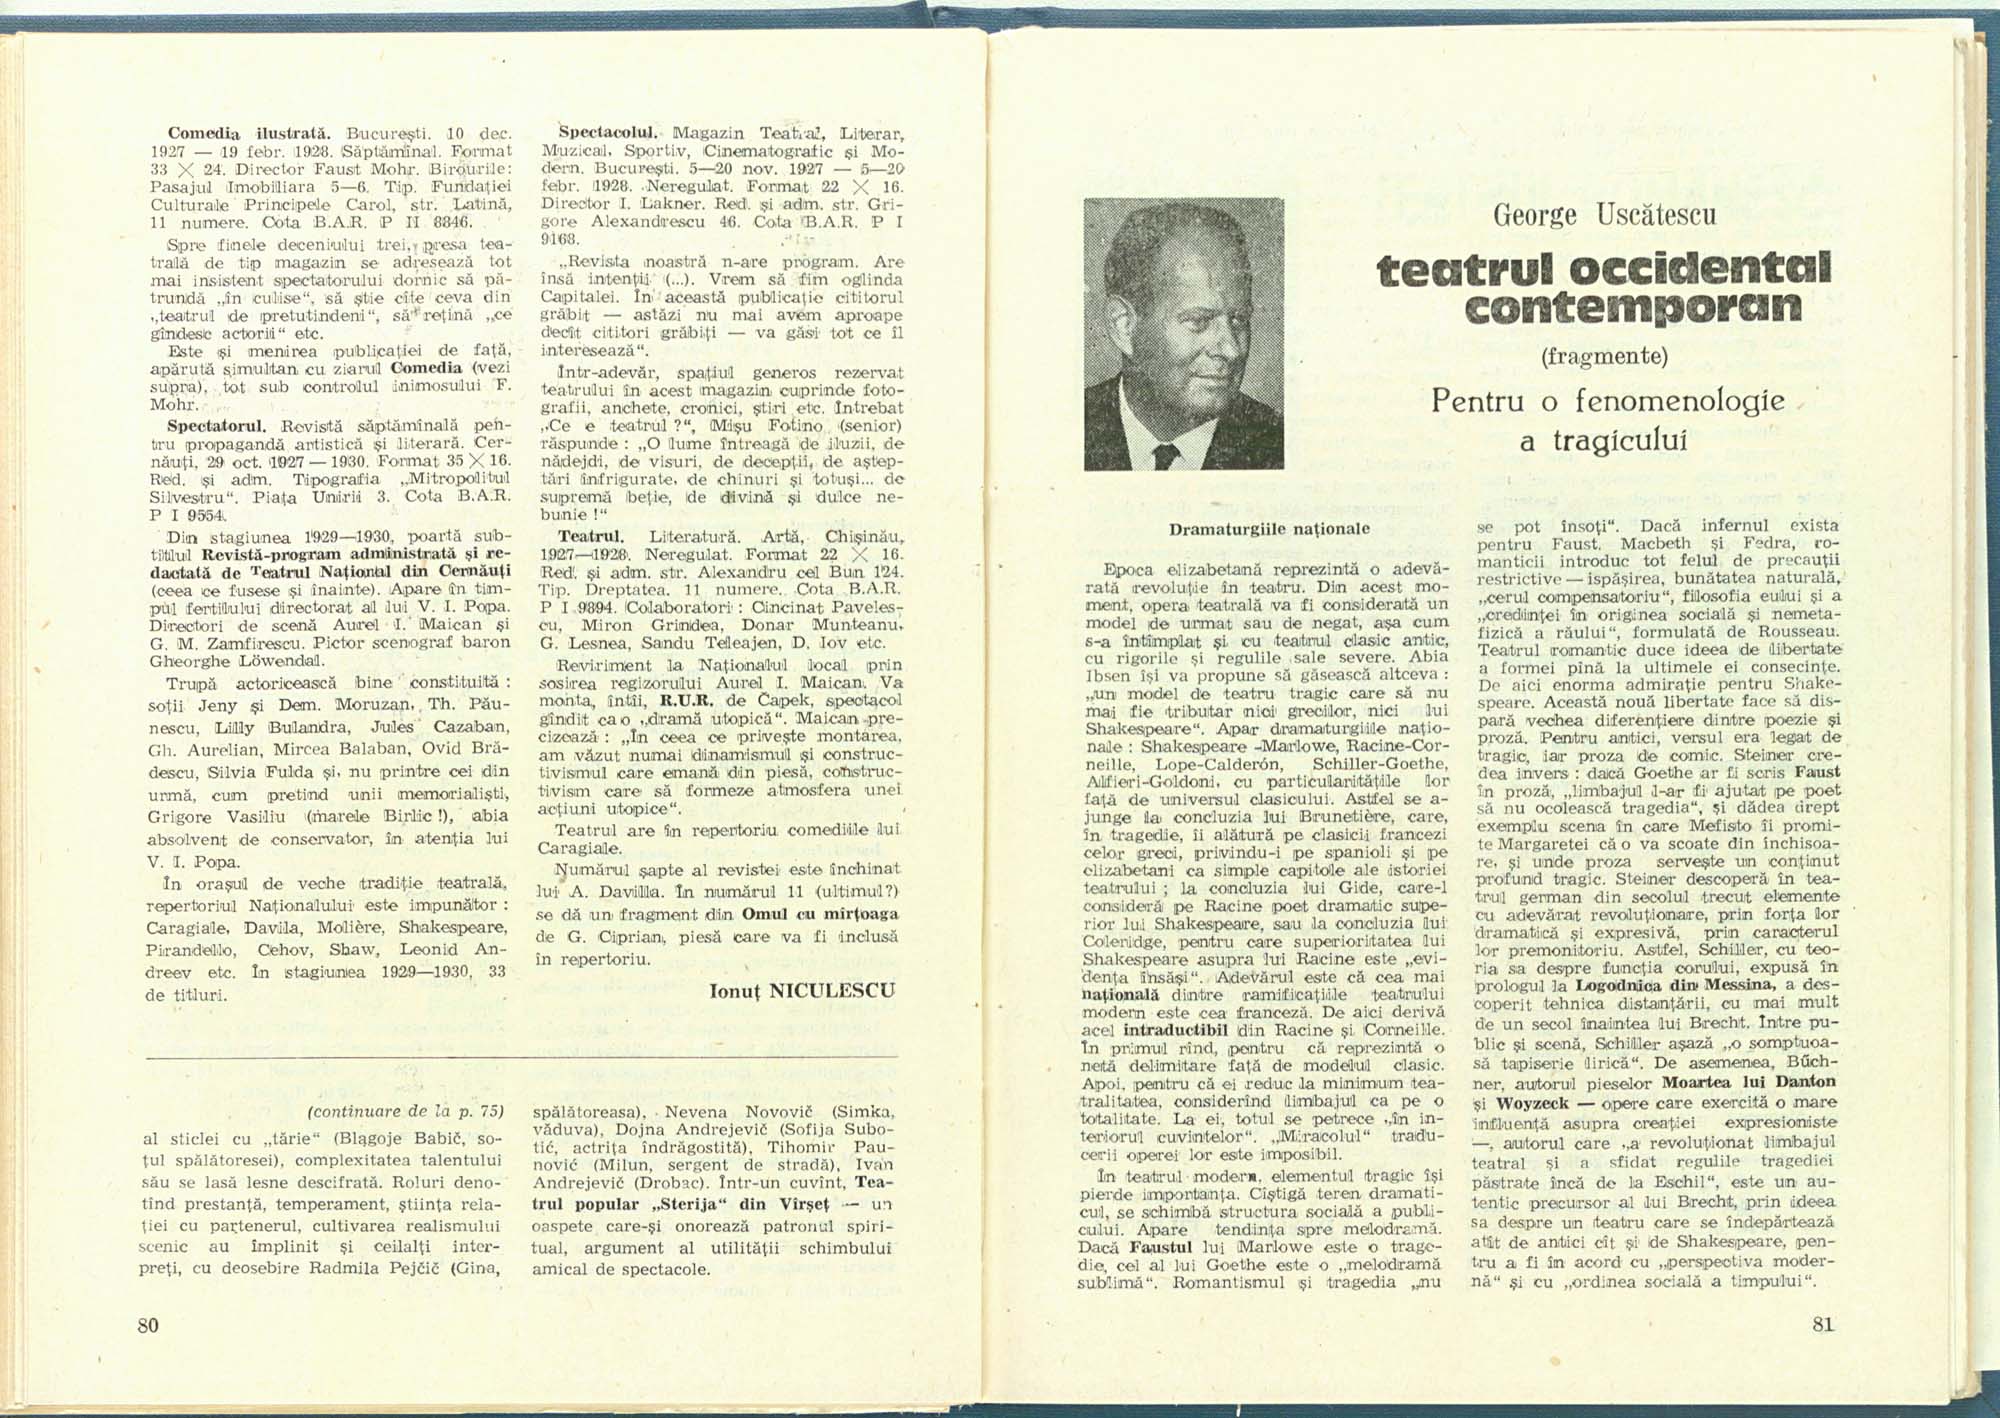 Comedia ilustrată. București. 10 dec.
1927 — 19 febr. 1928. Săptămînal. Format
33 × 24. Director Faust Mohr. Birourile:
Pasajul Imobiliara 5—6. Tip. Fundației
Culturale Principele Carol, str. Latină,
11 numere. Cota B.A.R. P II 8846.
Spre finele deceniului trei, presa tea-
trală de tip magazin se adresează tot
mai insistent spectatorului dornic să pă-
trundă „în culise“, să știe cîte ceva din
„teatrul de pretutindeni“, să rețină „ce
gîndesc actorii“ etc.
Este și menirea publicației de față,
apărută simultan cu ziarul Comedia (vezi
supra), tot sub controlul inimosului F.
Mohr.
Spectatorul. Revistă săptămînală pen-
tru propagandă artistică și literară. Cer-
năuți, 29 oct. 1927 — 1930. Format 35 × 16.
Red. și adm. Tipografia „Mitropolitul
Silvestru“. Piața Unirii 3. Cota B.A.R.
P I 9554.
Din stagiunea 1929—1930, poartă sub-
titlul Revistă-program administrată și re-
dactată de Teatrul Național din Cernăuți
(ceea ce fusese și înainte). Apare în tim-
pul fertilului directorat al lui V. I. Popa.
Directori de scenă Aurel I. Maican și
G. M. Zamfirescu. Pictor scenograf baron
Gheorghe Löwendal.
Trupă actoricească bine constituită :
soții Jeny și Dem. Moruzan, Th. Pău-
nescu, Lilly Bulandra, Jules Cazaban,
Gh. Aurelian, Mircea Balaban, Ovid Bră-
descu, Silvia Fulda și, nu printre cei din
urmă, cum pretind unii memorialiști,
Grigore Vasiliu (marele Birlic !), abia
absolvent de conservator, în atenția lui
V. I. Popa.
În orașul de veche tradiție teatrală,
repertoriul Naționalului este impunător :
Caragiale, Davila, Molière, Shakespeare,
Pirandello, Cehov, Shaw, Leonid An-
dreev etc. În stagiunea 1929—1930, 33
de titluri.
Spectacolul. Magazin Teatral, Literar,
Muzical, Sportiv, Cinematografic și Mo-
dern. București. 5—20 nov. 1927 — 5—20
febr. 1928. Neregulat. Format 22 × 16.
Director I. Lakner. Red. și adm. str. Gri-
gore Alexandrescu 46. Cota B.A.R. P I
9168.
„Revista noastră n-are program. Are
însă intenții (...). Vrem să fim oglinda
Capitalei. În această publicație cititorul
grăbit — astăzi nu mai avem aproape
decît cititori grăbiți — va găsi tot ce îl
interesează“.
Într-adevăr, spațiul generos rezervat
teatrului în acest magazin cuprinde foto-
grafii, anchete, cronici, știri etc. Întrebat
„Ce e teatrul ?“, Mișu Fotino (senior)
răspunde : „O lume întreagă de iluzii, de
nădejdi, de visuri, de decepții, de aștep-
tări înfrigurate, de chinuri și totuși... de
supremă beție, de divină și dulce ne-
bunie !“
Teatrul. Literatură. Artă, Chișinău,
1927—1928. Neregulat. Format 22 × 16.
Red. și adm. str. Alexandru cel Bun 124.
Tip. Dreptatea. 11 numere. Cota B.A.R.
P I 9894. Colaboratori : Cincinat Paveles-
cu, Miron Grindea, Donar Munteanu,
G. Lesnea, Sandu Teleajen, D. Iov etc.
Reviriment la Naționalul local prin
sosirea regizorului Aurel I. Maican. Va
monta, întîi, R.U.R. de Čapek, spectacol
gîndit ca o „dramă utopică“. Maican pre-
cizează : „În ceea ce privește montarea,
am văzut numai dinamismul și construc-
tivismul care emană din piesă, construc-
tivism care să formeze atmosfera unei
acțiuni utopice“.
Teatrul are în repertoriu comediile lui
Caragiale.
Numărul șapte al revistei este închinat
lui A. Davilla. În numărul 11 (ultimul?)
se dă un fragment din Omul cu mîrțoaga
de G. Ciprian, piesă care va fi inclusă
în repertoriu.
Ionuț NICULESCU
(continuare de la p. 75)
al sticlei cu „tărie“ (Blagoje Babič, so-
țul spălătoresei), complexitatea talentului
său se lasă lesne descifrată. Roluri deno-
tînd prestanță, temperament, știința rela-
ției cu partenerul, cultivarea realismului
scenic au împlinit și ceilalți inter-
preți, cu deosebire Radmila Pejčič (Gina,
spălătoreasa), Nevena Novovič (Simka,
văduva), Dojna Andrejevič (Sofija Subo-
tić, actrița îndrăgostită), Tihomir Pau-
nović (Milun, sergent de stradă), Ivan
Andrejevič (Drobac). Într-un cuvînt, Tea-
trul popular „Sterija“ din Vîrșeț — un
oaspete care-și onorează patronul spiri-
tual, argument al utilității schimbului
amical de spectacole.
80
George Uscătescu
teatrul occidental
contemporan
(fragmente)
Pentru o fenomenologie
a tragicului
Dramaturgiile naționale
Epoca elizabetană reprezintă o adevă-
rată revoluție în teatru. Din acest mo-
ment, opera teatrală va fi considerată un
model de urmat sau de negat, așa cum
s-a întîmplat și cu teatrul clasic antic,
cu rigorile și regulile sale severe. Abia
Ibsen își va propune să găsească altceva :
„un model de teatru tragic care să nu
mai fie tributar nici grecilor, nici lui
Shakespeare“. Apar dramaturgiile națio-
nale : Shakespeare -Marlowe, Racine-Cor-
neille, Lope-Calderón, Schiller-Goethe,
Alfieri-Goldoni, cu particularitățile lor
față de universul clasicului. Astfel se a-
junge la concluzia lui Brunetière, care,
în tragedie, îi alătură pe clasicii francezi
celor greci, privindu-i pe spanioli și pe
elizabetani ca simple capitole ale istoriei
teatrului ; la concluzia lui Gide, care-l
consideră pe Racine poet dramatic supe-
rior lui Shakespeare, sau la concluzia lui
Coleridge, pentru care superioritatea lui
Shakespeare asupra lui Racine este „evi-
dența însăși“. Adevărul este că cea mai
națională dintre ramificațiile teatrului
modern este cea franceză. De aici derivă
acel intraductibil din Racine și Corneille.
În primul rînd, pentru că reprezintă o
netă delimitare față de modelul clasic.
Apoi, pentru că ei reduc la minimum tea-
tralitatea, considerînd limbajul ca pe o
totalitate. La ei, totul se petrece „în in-
teriorul cuvintelor“. „Miracolul“ tradu-
cerii operei lor este imposibil.
În teatrul modern, elementul tragic își
pierde importanța. Cîștigă teren dramati-
cul, se schimbă structura socială a publi-
cului. Apare tendința spre melodramă.
Dacă Faustul lui Marlowe este o trage-
die, cel al lui Goethe este o „melodramă
sublimă“. Romantismul și tragedia „nu
se pot însoți“. Dacă infernul exista
pentru Faust, Macbeth și Fedra, ro-
manticii introduc tot felul de precauții
restrictive — ispășirea, bunătatea naturală,
„cerul compensatoriu“, filosofia eului și a
„credinței în originea socială și nemeta-
fizică a răului“, formulată de Rousseau.
Teatrul romantic duce ideea de libertate
a formei pînă la ultimele ei consecințe.
De aici enorma admirație pentru Shake-
speare. Această nouă libertate face să dis-
pară vechea diferențiere dintre poezie și
proză. Pentru antici, versul era legat de
tragic, iar proza de comic. Steiner cre-
dea invers : dacă Goethe ar fi scris Faust
în proză, „limbajul l-ar fi ajutat pe poet
să nu ocolească tragedia“, și dădea drept
exemplu scena în care Mefisto îi promi-
te Margaretei că o va scoate din închisoa-
re, și unde proza servește un conținut
profund tragic. Steiner descoperă în tea-
trul german din secolul trecut elemente
cu adevărat revoluționare, prin forța lor
dramatică și expresivă, prin caracterul
lor premonitoriu. Astfel, Schiller, cu teo-
ria sa despre funcția corului, expusă în
prologul la Logodnica din Messina, a des-
coperit tehnica distanțării, cu mai mult
de un secol înaintea lui Brecht. Între pu-
blic și scenă, Schiller așază „o somptuoa-
să tapiserie lirică“. De asemenea, Büch-
ner, autorul pieselor Moartea lui Danton
și Woyzeck — opere care exercită o mare
influență asupra creației expresioniste
—, autorul care „a revoluționat limbajul
teatral și a sfidat regulile tragediei
păstrate încă de la Eschil“, este un au-
tentic precursor al lui Brecht, prin ideea
sa despre un teatru care se îndepărtează
atît de antici cît și de Shakespeare, pen-
tru a fi în acord cu „perspectiva moder-
nă“ și cu „ordinea socială a timpului“.
81